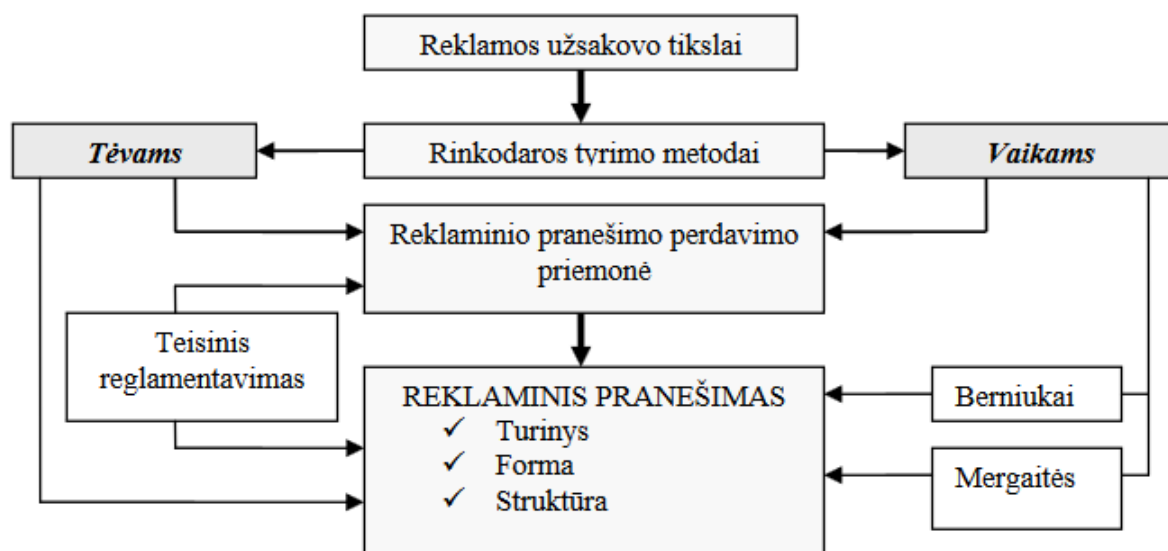 Reklamos užsakovo tikslai
Tėvams
Rinkodaros tyrimo metodai
Vaikams
Reklaminio pranešimo perdavimo
priemonė
Teisinis
reglamentavimas
REKLAMINIS PRANEŠIMAS
✓ Turinys
✓ Forma
✓ Struktūra
Berniukai
Mergaitės